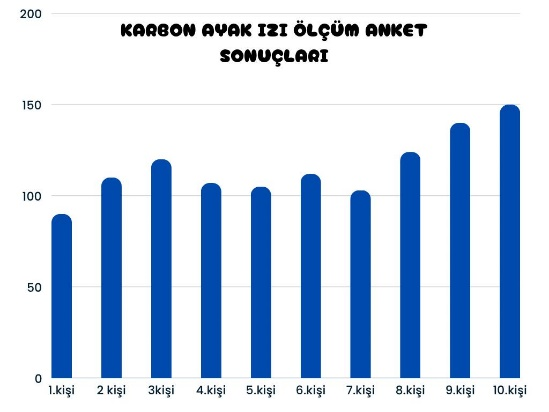 KARBON AYAK IZI ÖLÇÜM ANKET
SONUÇLARI
200
150
100
50
0
1.kişi 2 kişi 3kişi 4.kişi 5.kişi 6.kişi 7.kişi 8.kişi 9.kişi 10.kişi